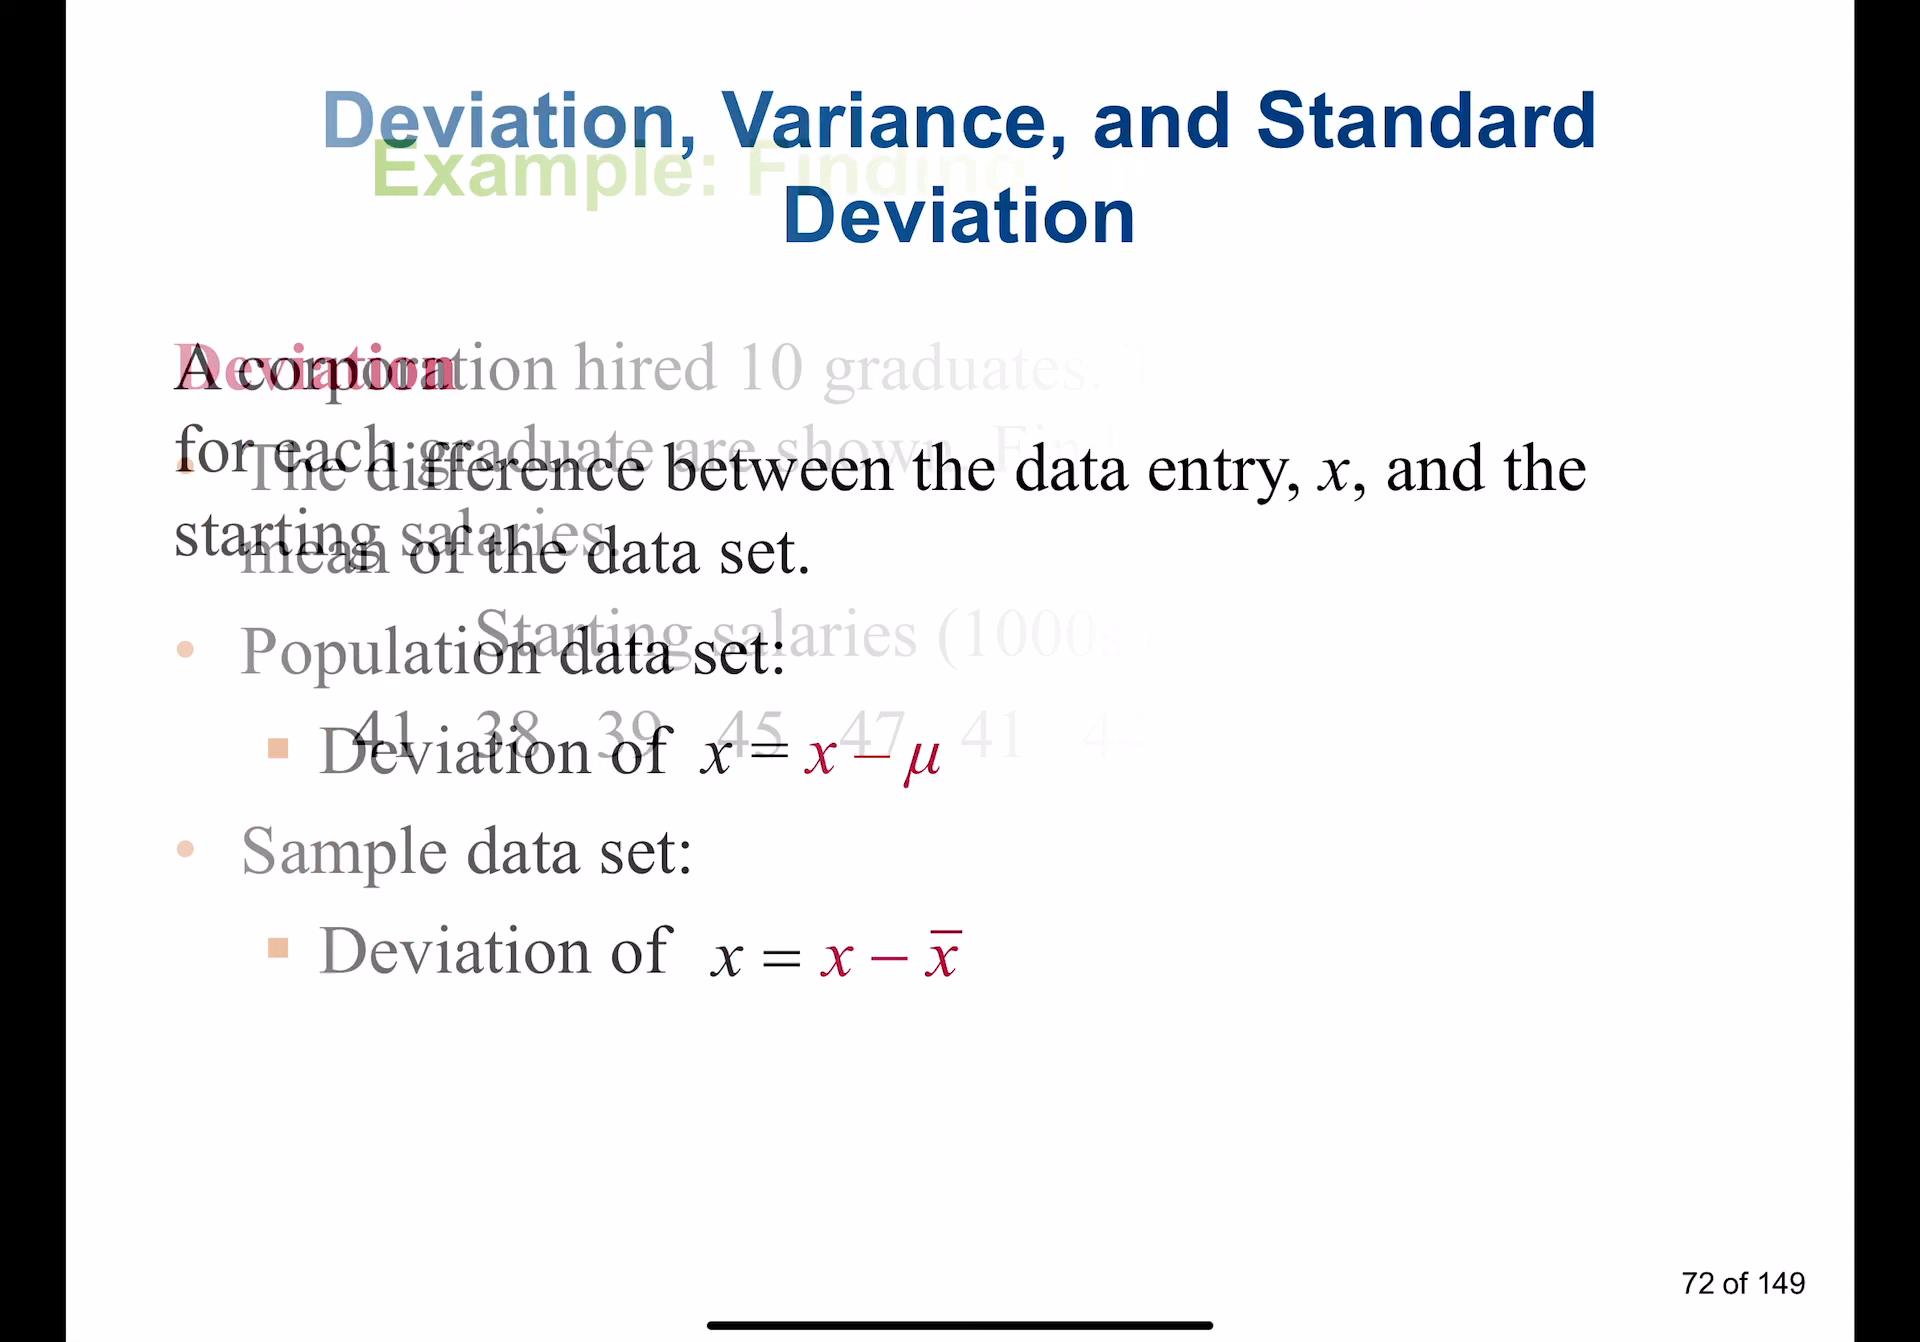 Deviation, Variance, and Standard
Example: Finding
Deviation
Deviation
A corporation hired 10 graduates.
for each graduate are shown. Find
The difference between the data entry, x, and the
starting salaries.
mean of the data set.
Starting salaries (1000s
• Population data set:
41 38 39 45 47 41
▪ Deviation of x = x – μ
• Sample data set:
▪ Deviation of x = x – x̄
72 of 149